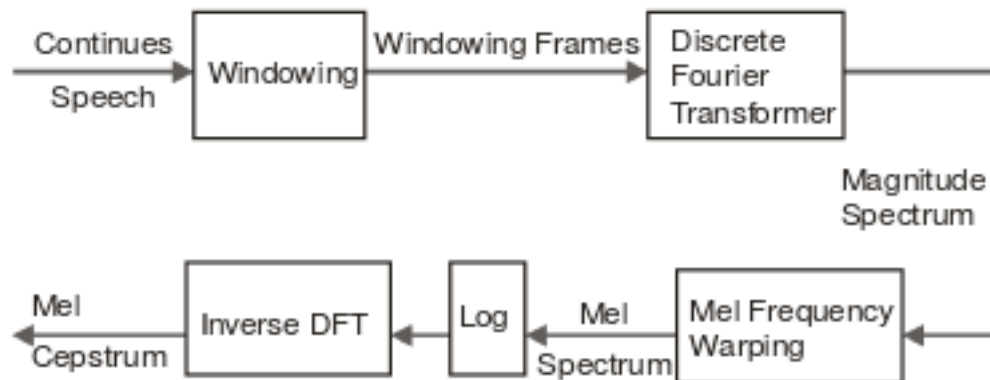 Continues
Speech
Windowing
Windowing Frames
Discrete
Fourier
Transformer
Magnitude
Spectrum
Mel Frequency
Warping
Mel
Spectrum
Log
Inverse DFT
Mel
Cepstrum